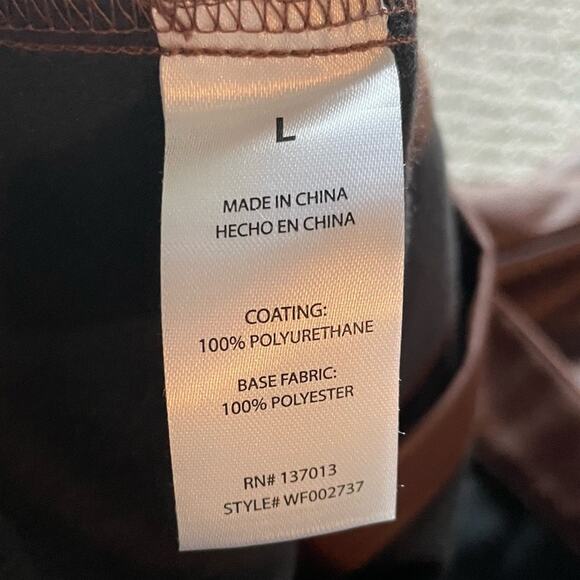 L
MADE IN CHINA
HECHO EN CHINA
COATING:
100% POLYURETHANE
BASE FABRIC:
100% POLYESTER
RN# 137013
STYLE# WF002737